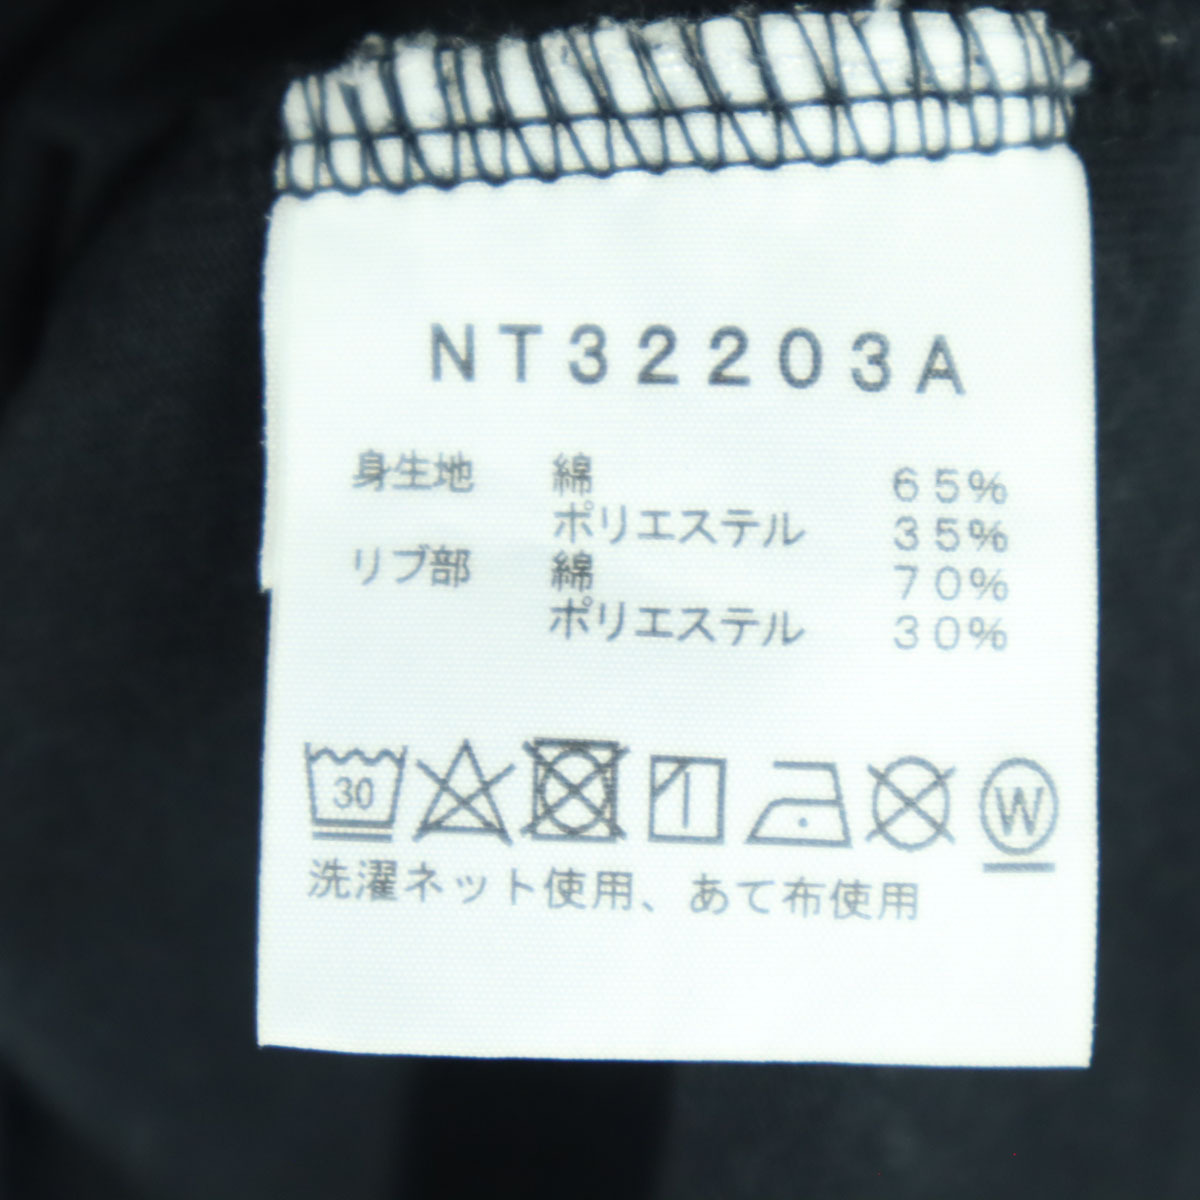 NT32203A
身生地 綿 65%
ポリエステル 35%
リブ部 綿 70%
ポリエステル 30%
30 W
洗濯ネット使用、あて布使用